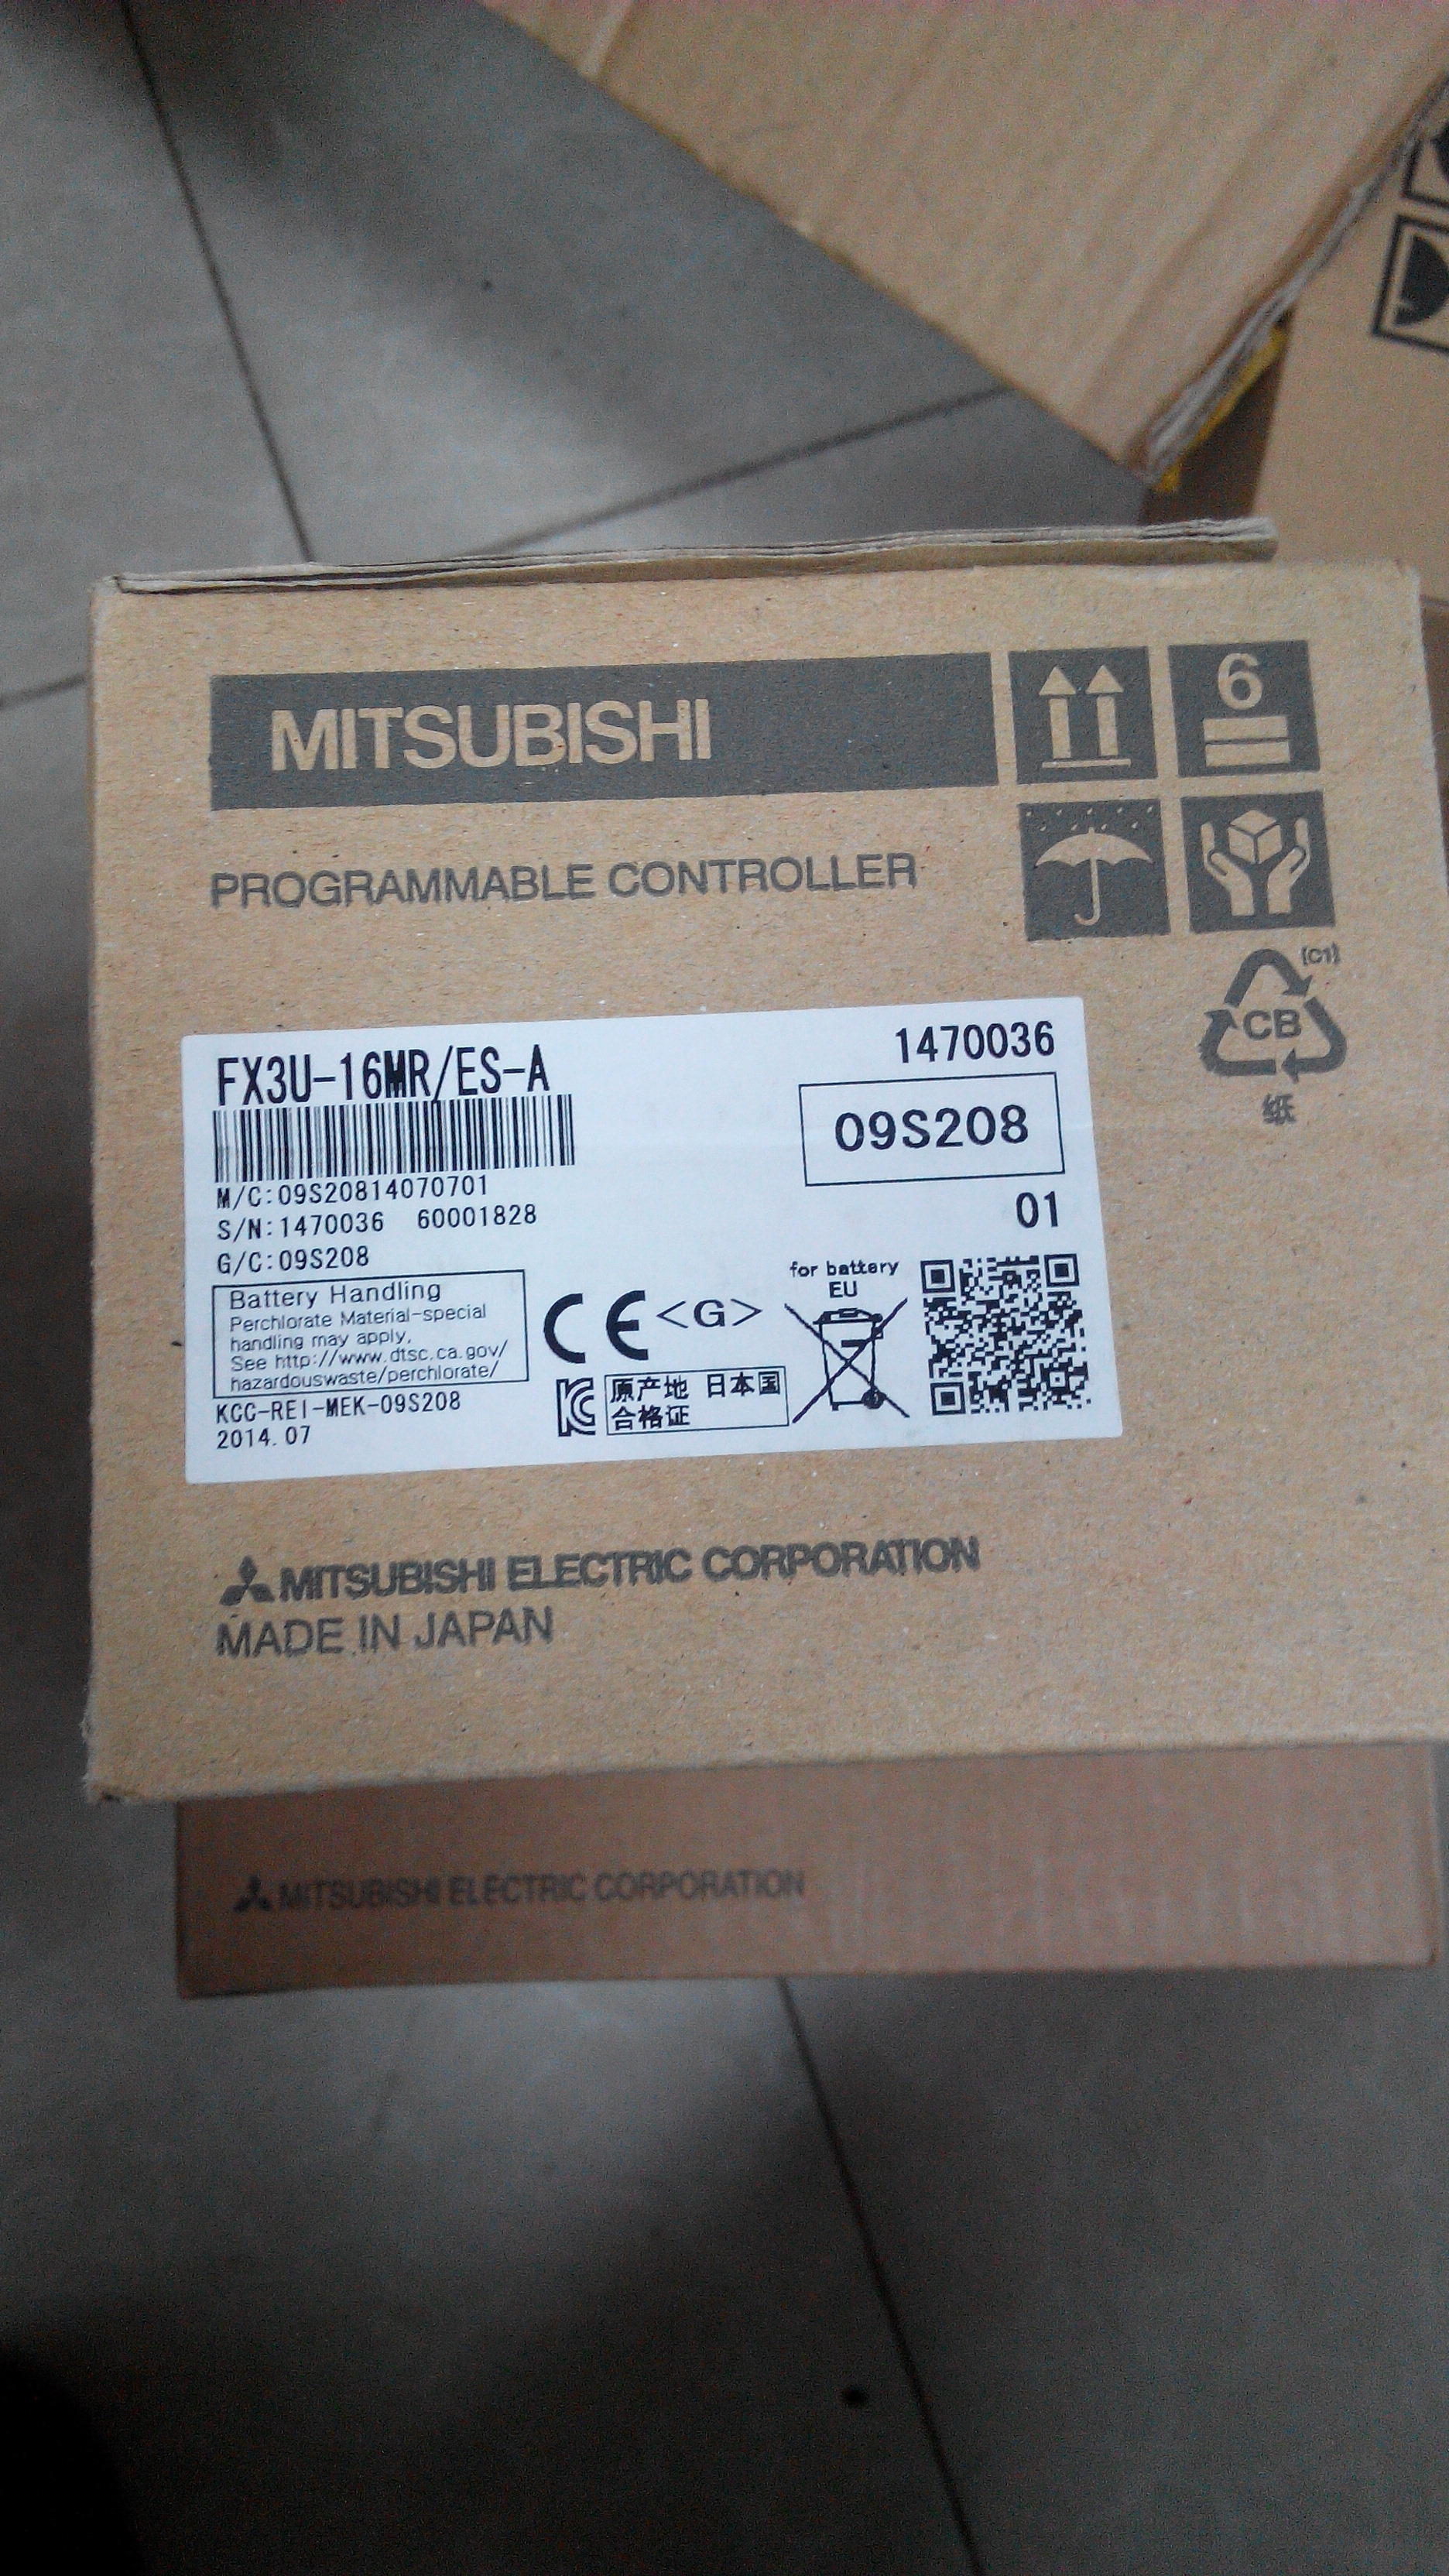 MITSUBISHI
6
PROGRAMMABLE CONTROLLER
(C1)
CB
纸
FX3U-16MR/ES-A
1470036
09S208
M/C:09S20814070701
S/N:1470036 60001828
01
G/C:09S208
Battery Handling
Perchlorate Material-special
handling may apply,
See http://www.dtsc.ca.gov/
hazardouswaste/perchlorate/
CE <G>
for battery
EU
原产地 日本国
合格证
KCC-REI-MEK-09S208
2014.07
MITSUBISHI ELECTRIC CORPORATION
MADE IN JAPAN
MITSUBISHI ELECTRIC CORPORATION